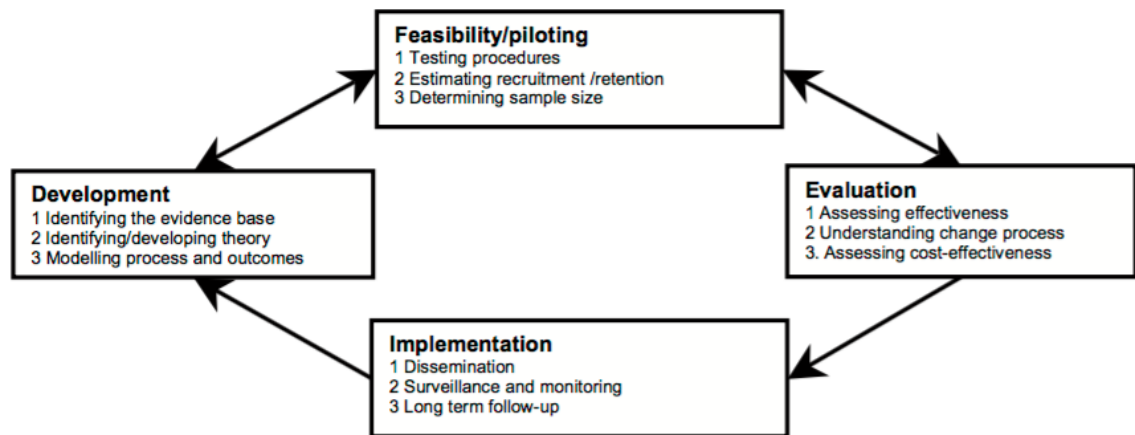 Feasibility/piloting
1 Testing procedures
2 Estimating recruitment /retention
3 Determining sample size
Development
1 Identifying the evidence base
2 Identifying/developing theory
3 Modelling process and outcomes
Evaluation
1 Assessing effectiveness
2 Understanding change process
3. Assessing cost-effectiveness
Implementation
1 Dissemination
2 Surveillance and monitoring
3 Long term follow-up